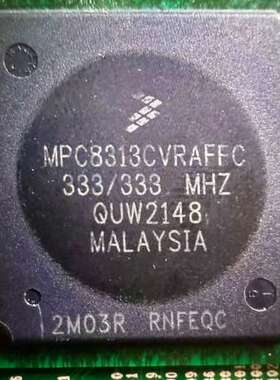 MPC8313CVRAFFC
333/333 MHZ
QUW2148
MALAYSIA
2M03R RNFEQC